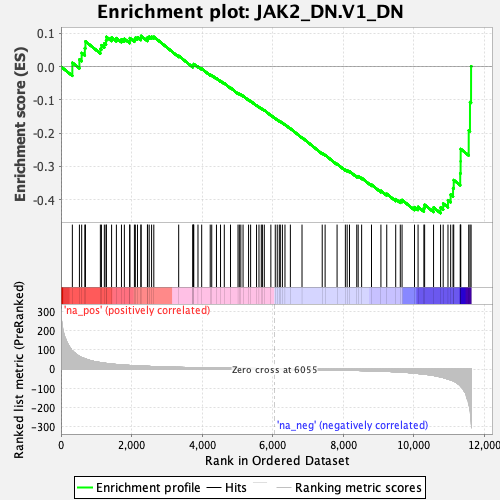 Enrichment plot: JAK2_DN.V1_DN
Enrichment score (ES)
0.1
0.0
-0.1
-0.2
-0.3
-0.4
'na_pos' (positively correlated)
Ranked list metric (PreRanked)
300
200
100
0
-100
-200
-300
Zero cross at 6055
'na_neg' (negatively correlated)
0
2,000
4,000
6,000
8,000
10,000
12,000
Rank in Ordered Dataset
Enrichment profile
Hits
Ranking metric scores